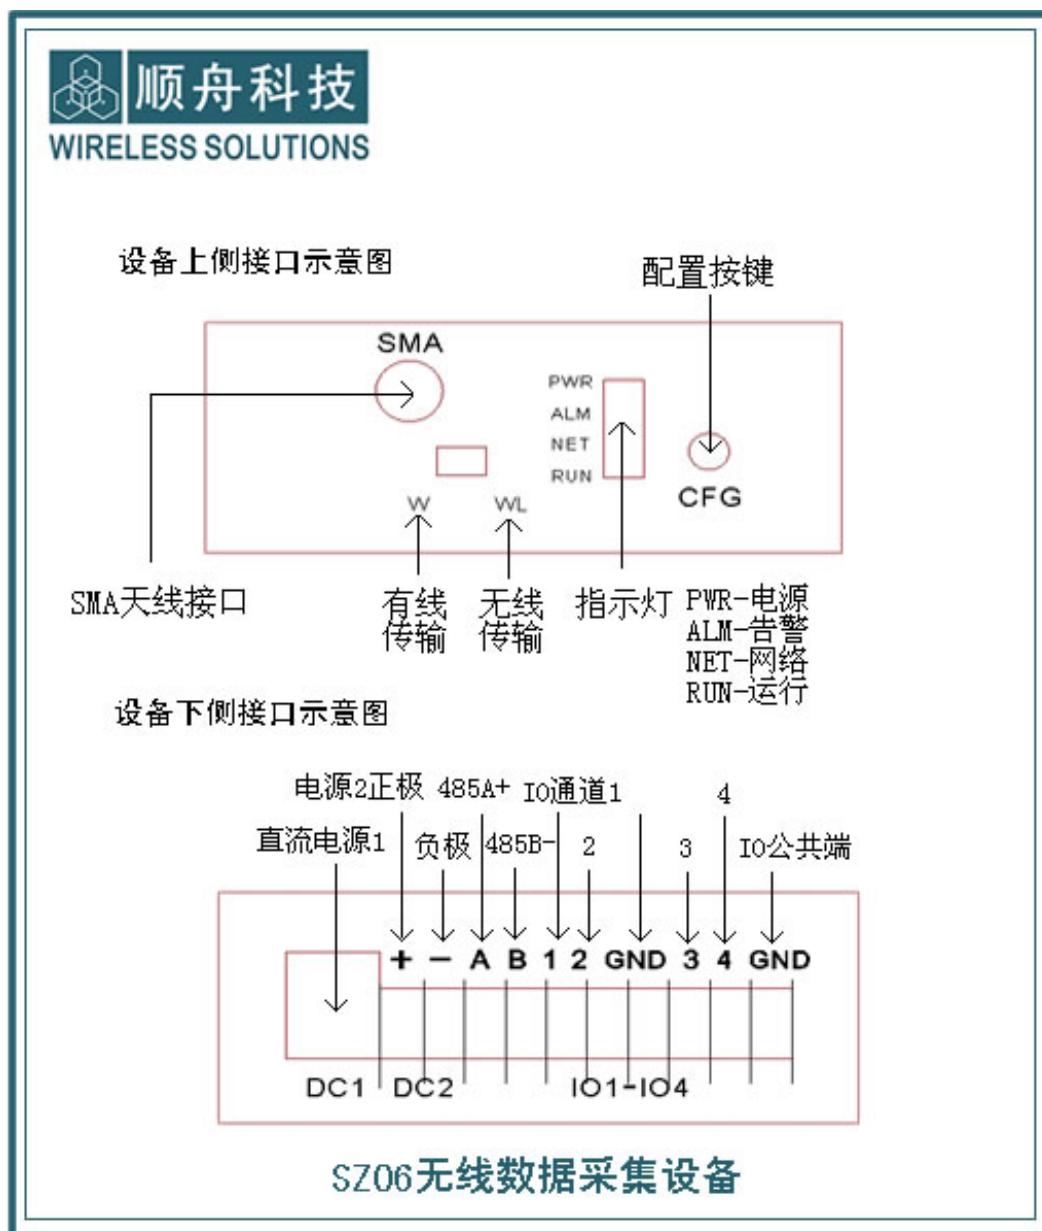 顺舟科技
WIRELESS SOLUTIONS
设备上侧接口示意图
配置按键
SMA
PWR
ALM
NET
RUN
CFG
W WL
SMA天线接口
有线传输
无线传输
指示灯
PWR-电源
ALM-告警
NET-网络
RUN-运行
设备下侧接口示意图
电源2正极 485A+ IO通道1 4
直流电源1 负极 485B- 2 3 IO公共端
+ - A B 1 2 GND 3 4 GND
DC1 DC2 IO1-IO4
SZ06无线数据采集设备